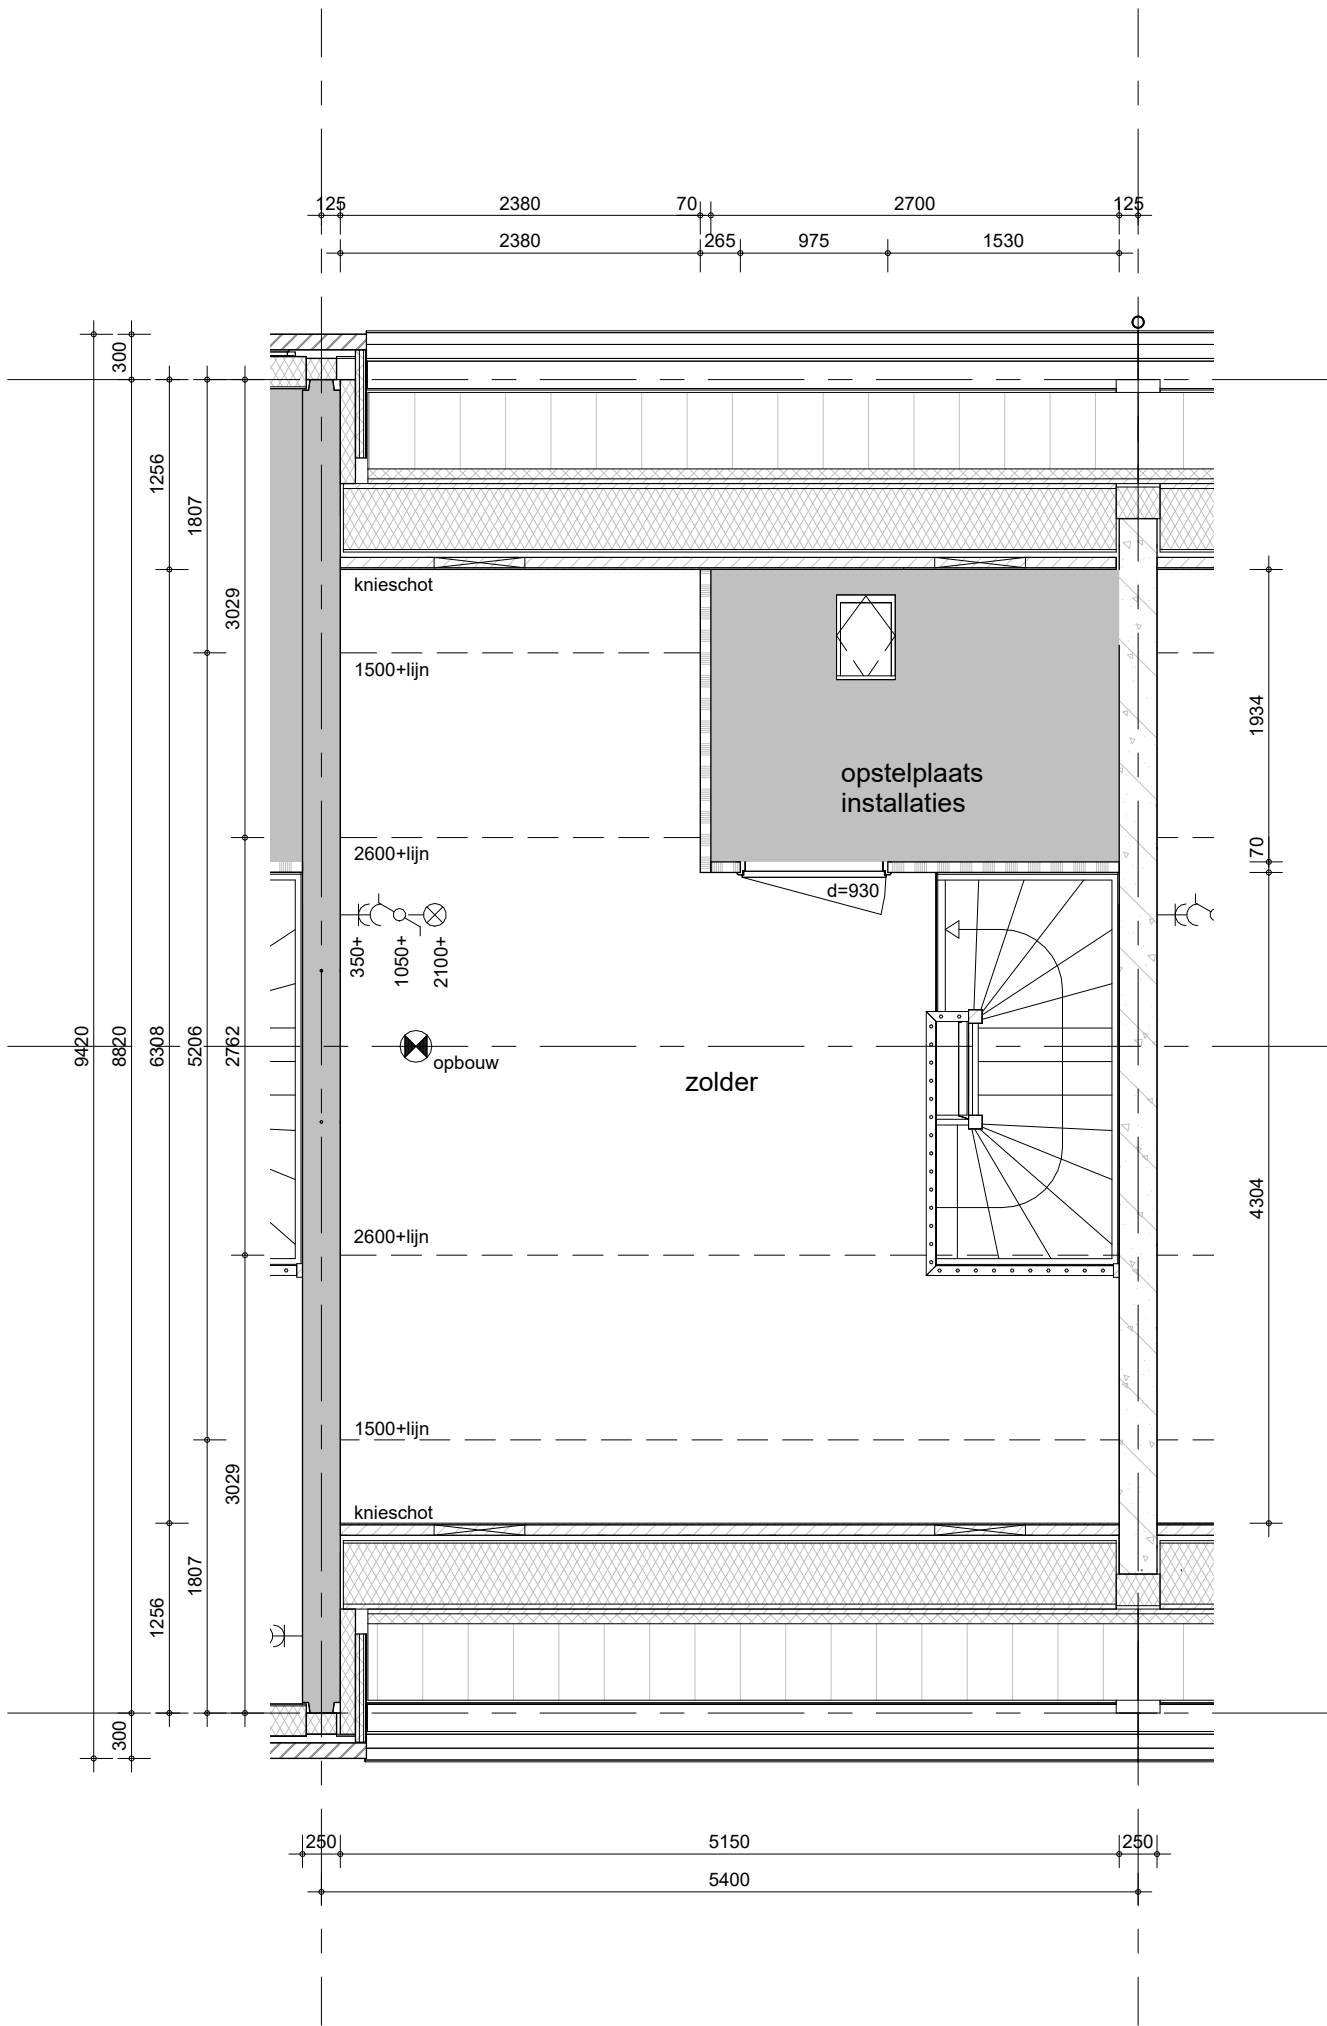 125
2380
70
2700
125
2380
265
975
1530
300
1256
1807
3029
knieschot
1500+lijn
1934
opstelplaats
installaties
2600+lijn
70
d=930
350+
1050+
2100+
9420
8820
6308
5206
2762
opbouw
zolder
4304
2600+lijn
1500+lijn
3029
knieschot
1807
1256
300
250
5150
250
5400